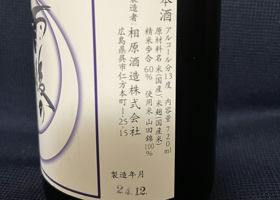 本酒
アルコール分13度 内容量720ml
原材料名 米(国産)、米麹(国産米)
精米歩合 60% 使用米 山田錦100%
製造者
相原酒造株式会社
広島県呉市仁方本町1-25-15
製造年月
24.12.